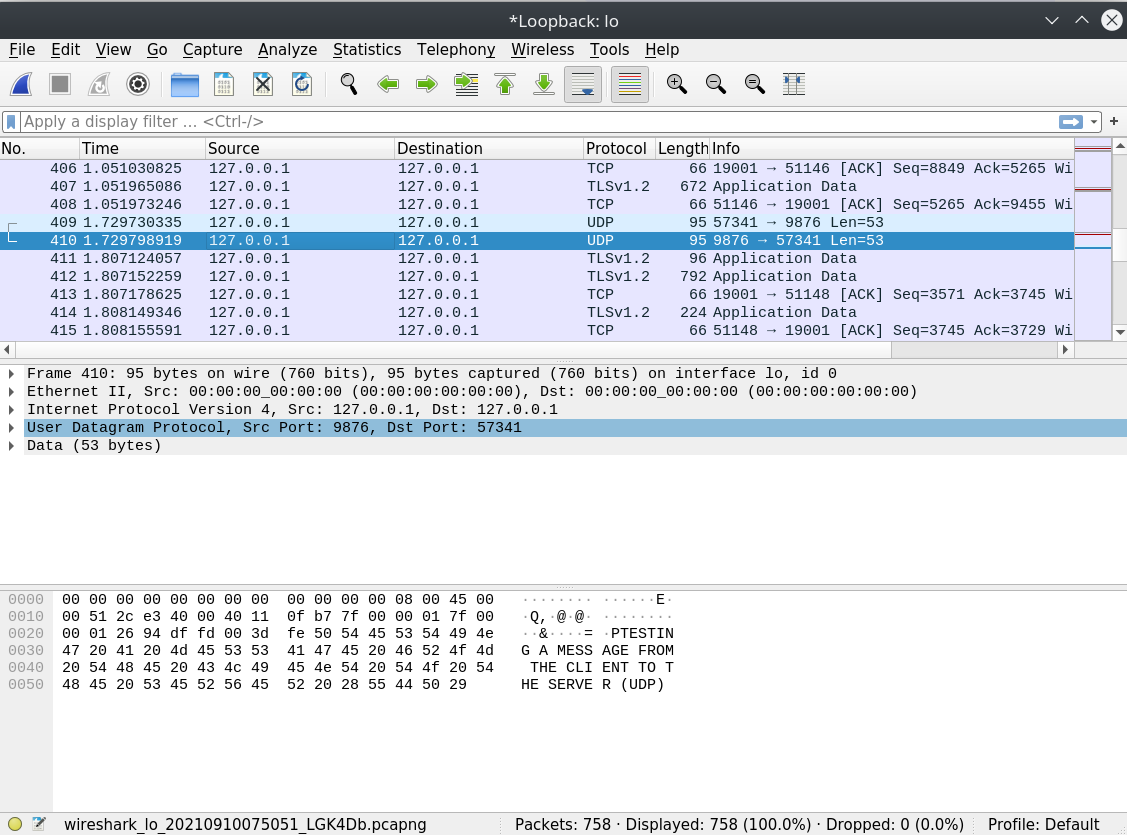 *Loopback: lo
File Edit View Go Capture Analyze Statistics Telephony Wireless Tools Help
Apply a display filter ... <Ctrl-/>
No. Time Source Destination Protocol Length Info
406 1.051030825 127.0.0.1 127.0.0.1 TCP 66 19001 → 51146 [ACK] Seq=8849 Ack=5265 Wi
407 1.051965086 127.0.0.1 127.0.0.1 TLSv1.2 672 Application Data
408 1.051973246 127.0.0.1 127.0.0.1 TCP 66 51146 → 19001 [ACK] Seq=5265 Ack=9455 Wi
409 1.729730335 127.0.0.1 127.0.0.1 UDP 95 57341 → 9876 Len=53
410 1.729798919 127.0.0.1 127.0.0.1 UDP 95 9876 → 57341 Len=53
411 1.807124057 127.0.0.1 127.0.0.1 TLSv1.2 96 Application Data
412 1.807152259 127.0.0.1 127.0.0.1 TLSv1.2 792 Application Data
413 1.807178625 127.0.0.1 127.0.0.1 TCP 66 19001 → 51148 [ACK] Seq=3571 Ack=3745 Wi
414 1.808149346 127.0.0.1 127.0.0.1 TLSv1.2 224 Application Data
415 1.808155591 127.0.0.1 127.0.0.1 TCP 66 51148 → 19001 [ACK] Seq=3745 Ack=3729 Wi
Frame 410: 95 bytes on wire (760 bits), 95 bytes captured (760 bits) on interface lo, id 0
Ethernet II, Src: 00:00:00_00:00:00 (00:00:00:00:00:00), Dst: 00:00:00_00:00:00 (00:00:00:00:00:00)
Internet Protocol Version 4, Src: 127.0.0.1, Dst: 127.0.0.1
User Datagram Protocol, Src Port: 9876, Dst Port: 57341
Data (53 bytes)
0000 00 00 00 00 00 00 00 00 00 00 00 00 08 00 45 00 ········ ······E·
0010 00 51 2c e3 40 00 40 11 0f b7 7f 00 00 01 7f 00 ·Q,·@·@· ········
0020 00 01 26 94 df fd 00 3d fe 50 54 45 53 54 49 4e ··&····= ·PTESTIN
0030 47 20 41 20 4d 45 53 53 41 47 45 20 46 52 4f 4d G A MESS AGE FROM
0040 20 54 48 45 20 43 4c 49 45 4e 54 20 54 4f 20 54 THE CLI ENT TO T
0050 48 45 20 53 45 52 56 45 52 20 28 55 44 50 29 HE SERVE R (UDP)
wireshark_lo_20210910075051_LGK4Db.pcapng Packets: 758 · Displayed: 758 (100.0%) · Dropped: 0 (0.0%) Profile: Default